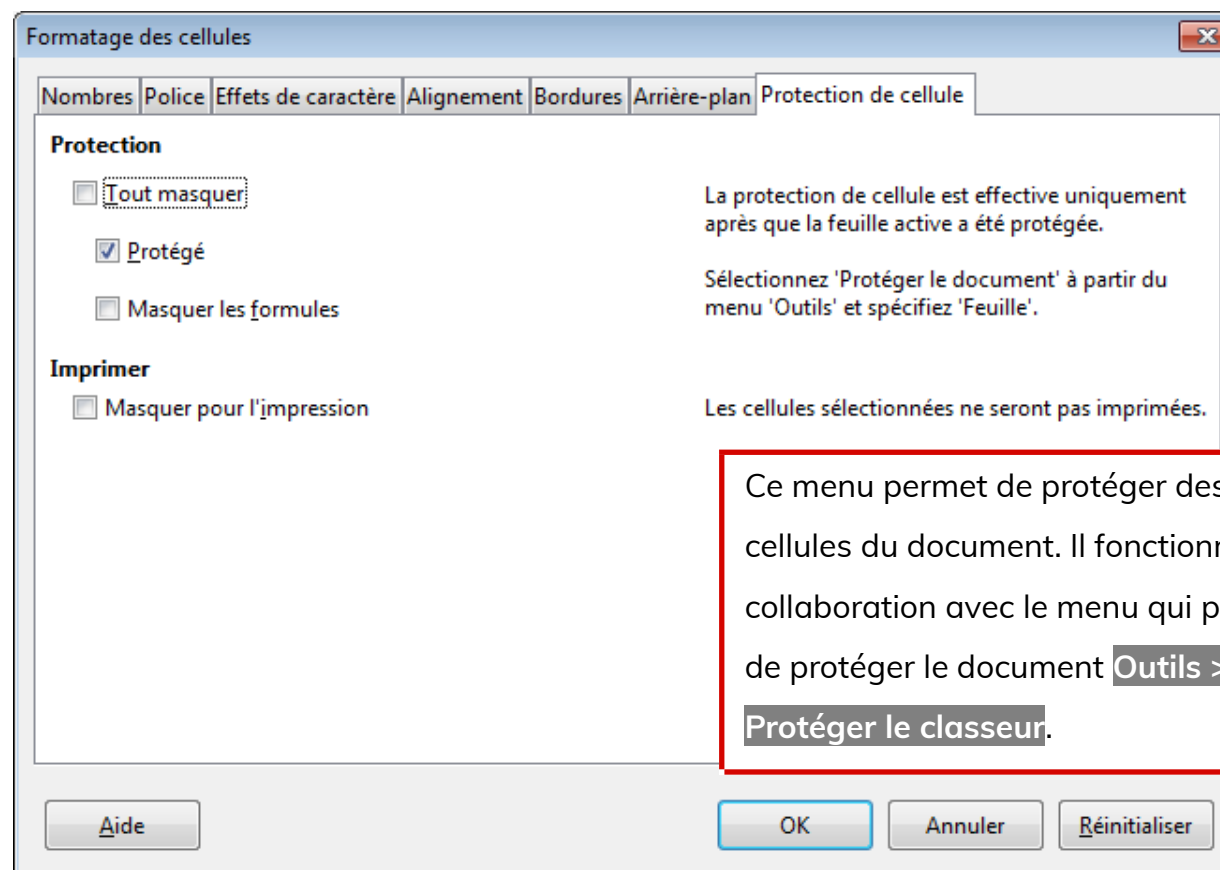 Formatage des cellules
Nombres Police Effets de caractère Alignement Bordures Arrière-plan Protection de cellule
Protection
Tout masquer
Protégé
Masquer les formules
La protection de cellule est effective uniquement
après que la feuille active a été protégée.
Sélectionnez 'Protéger le document' à partir du
menu 'Outils' et spécifiez 'Feuille'.
Imprimer
Masquer pour l'impression
Les cellules sélectionnées ne seront pas imprimées.
Ce menu permet de protéger des
cellules du document. Il
collaboration avec le menu qui
de protéger le document Outils >
Protéger le classeur.
Aide OK Annuler Réinitialiser